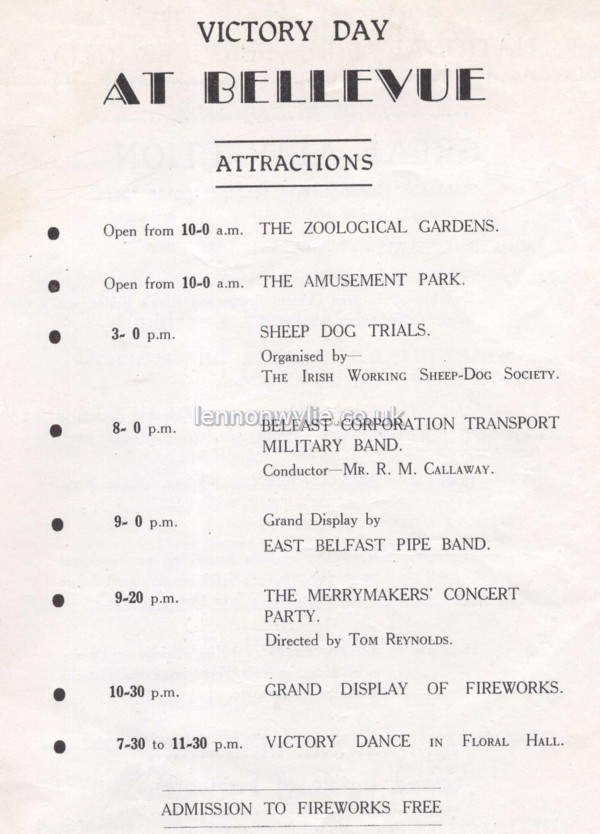 VICTORY DAY
AT BELLEVUE
ATTRACTIONS
Open from 10-0 a.m. THE ZOOLOGICAL GARDENS.
Open from 10-0 a.m. THE AMUSEMENT PARK.
3- 0 p.m. SHEEP DOG TRIALS.
Organised by—
THE IRISH WORKING SHEEP-DOG SOCIETY.
lennonwylie.co.uk
8- 0 p.m. BELFAST CORPORATION TRANSPORT
MILITARY BAND.
Conductor—MR. R. M. CALLAWAY.
9- 0 p.m. Grand Display by
EAST BELFAST PIPE BAND.
9-20 p.m. THE MERRYMAKERS' CONCERT
PARTY.
Directed by TOM REYNOLDS.
10-30 p.m. GRAND DISPLAY OF FIREWORKS.
7-30 to 11-30 p.m. VICTORY DANCE IN FLORAL HALL.
ADMISSION TO FIREWORKS FREE